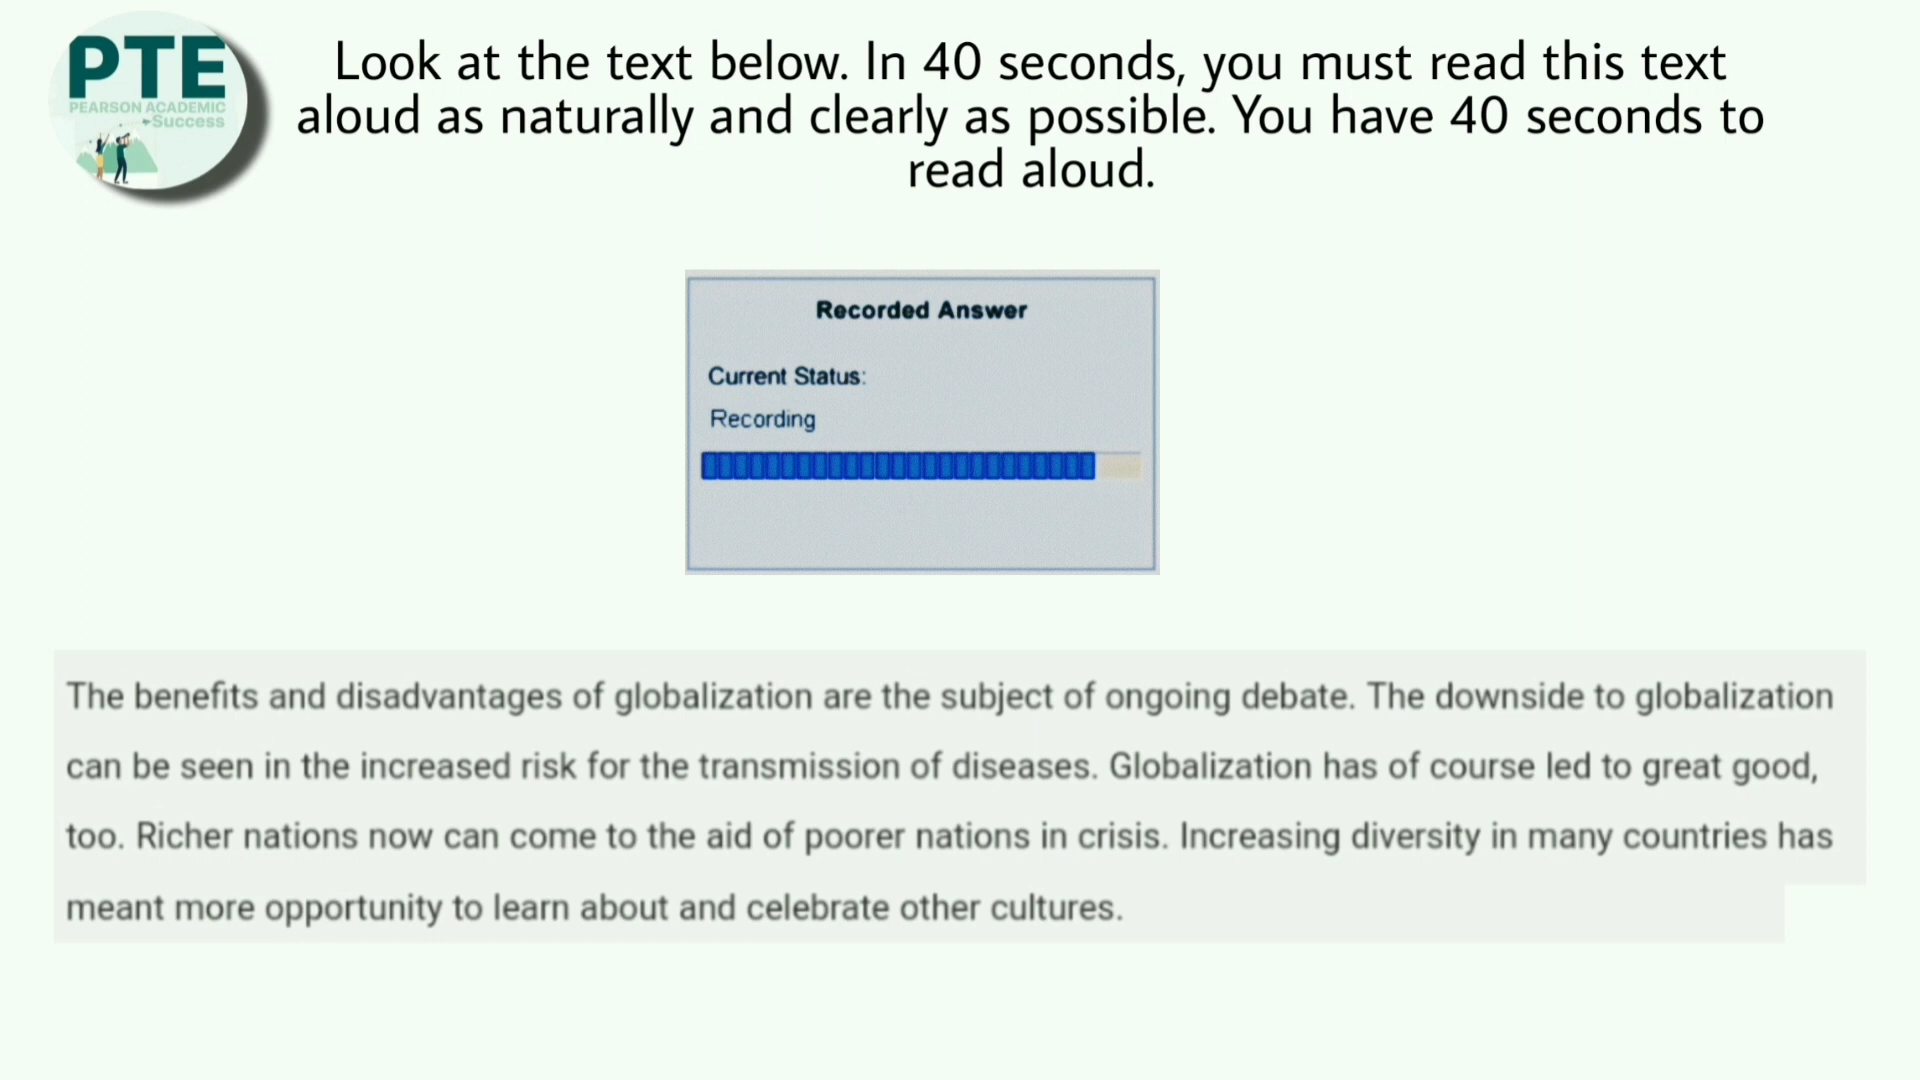 PTE
PEARSON ACADEMIC
Success
Look at the text below. In 40 seconds, you must read this text
aloud as naturally and clearly as possible. You have 40 seconds to
read aloud.
Recorded Answer
Current Status:
Recording
The benefits and disadvantages of globalization are the subject of ongoing debate. The downside to globalization
can be seen in the increased risk for the transmission of diseases. Globalization has of course led to great good,
too. Richer nations now can come to the aid of poorer nations in crisis. Increasing diversity in many countries has
meant more opportunity to learn about and celebrate other cultures.